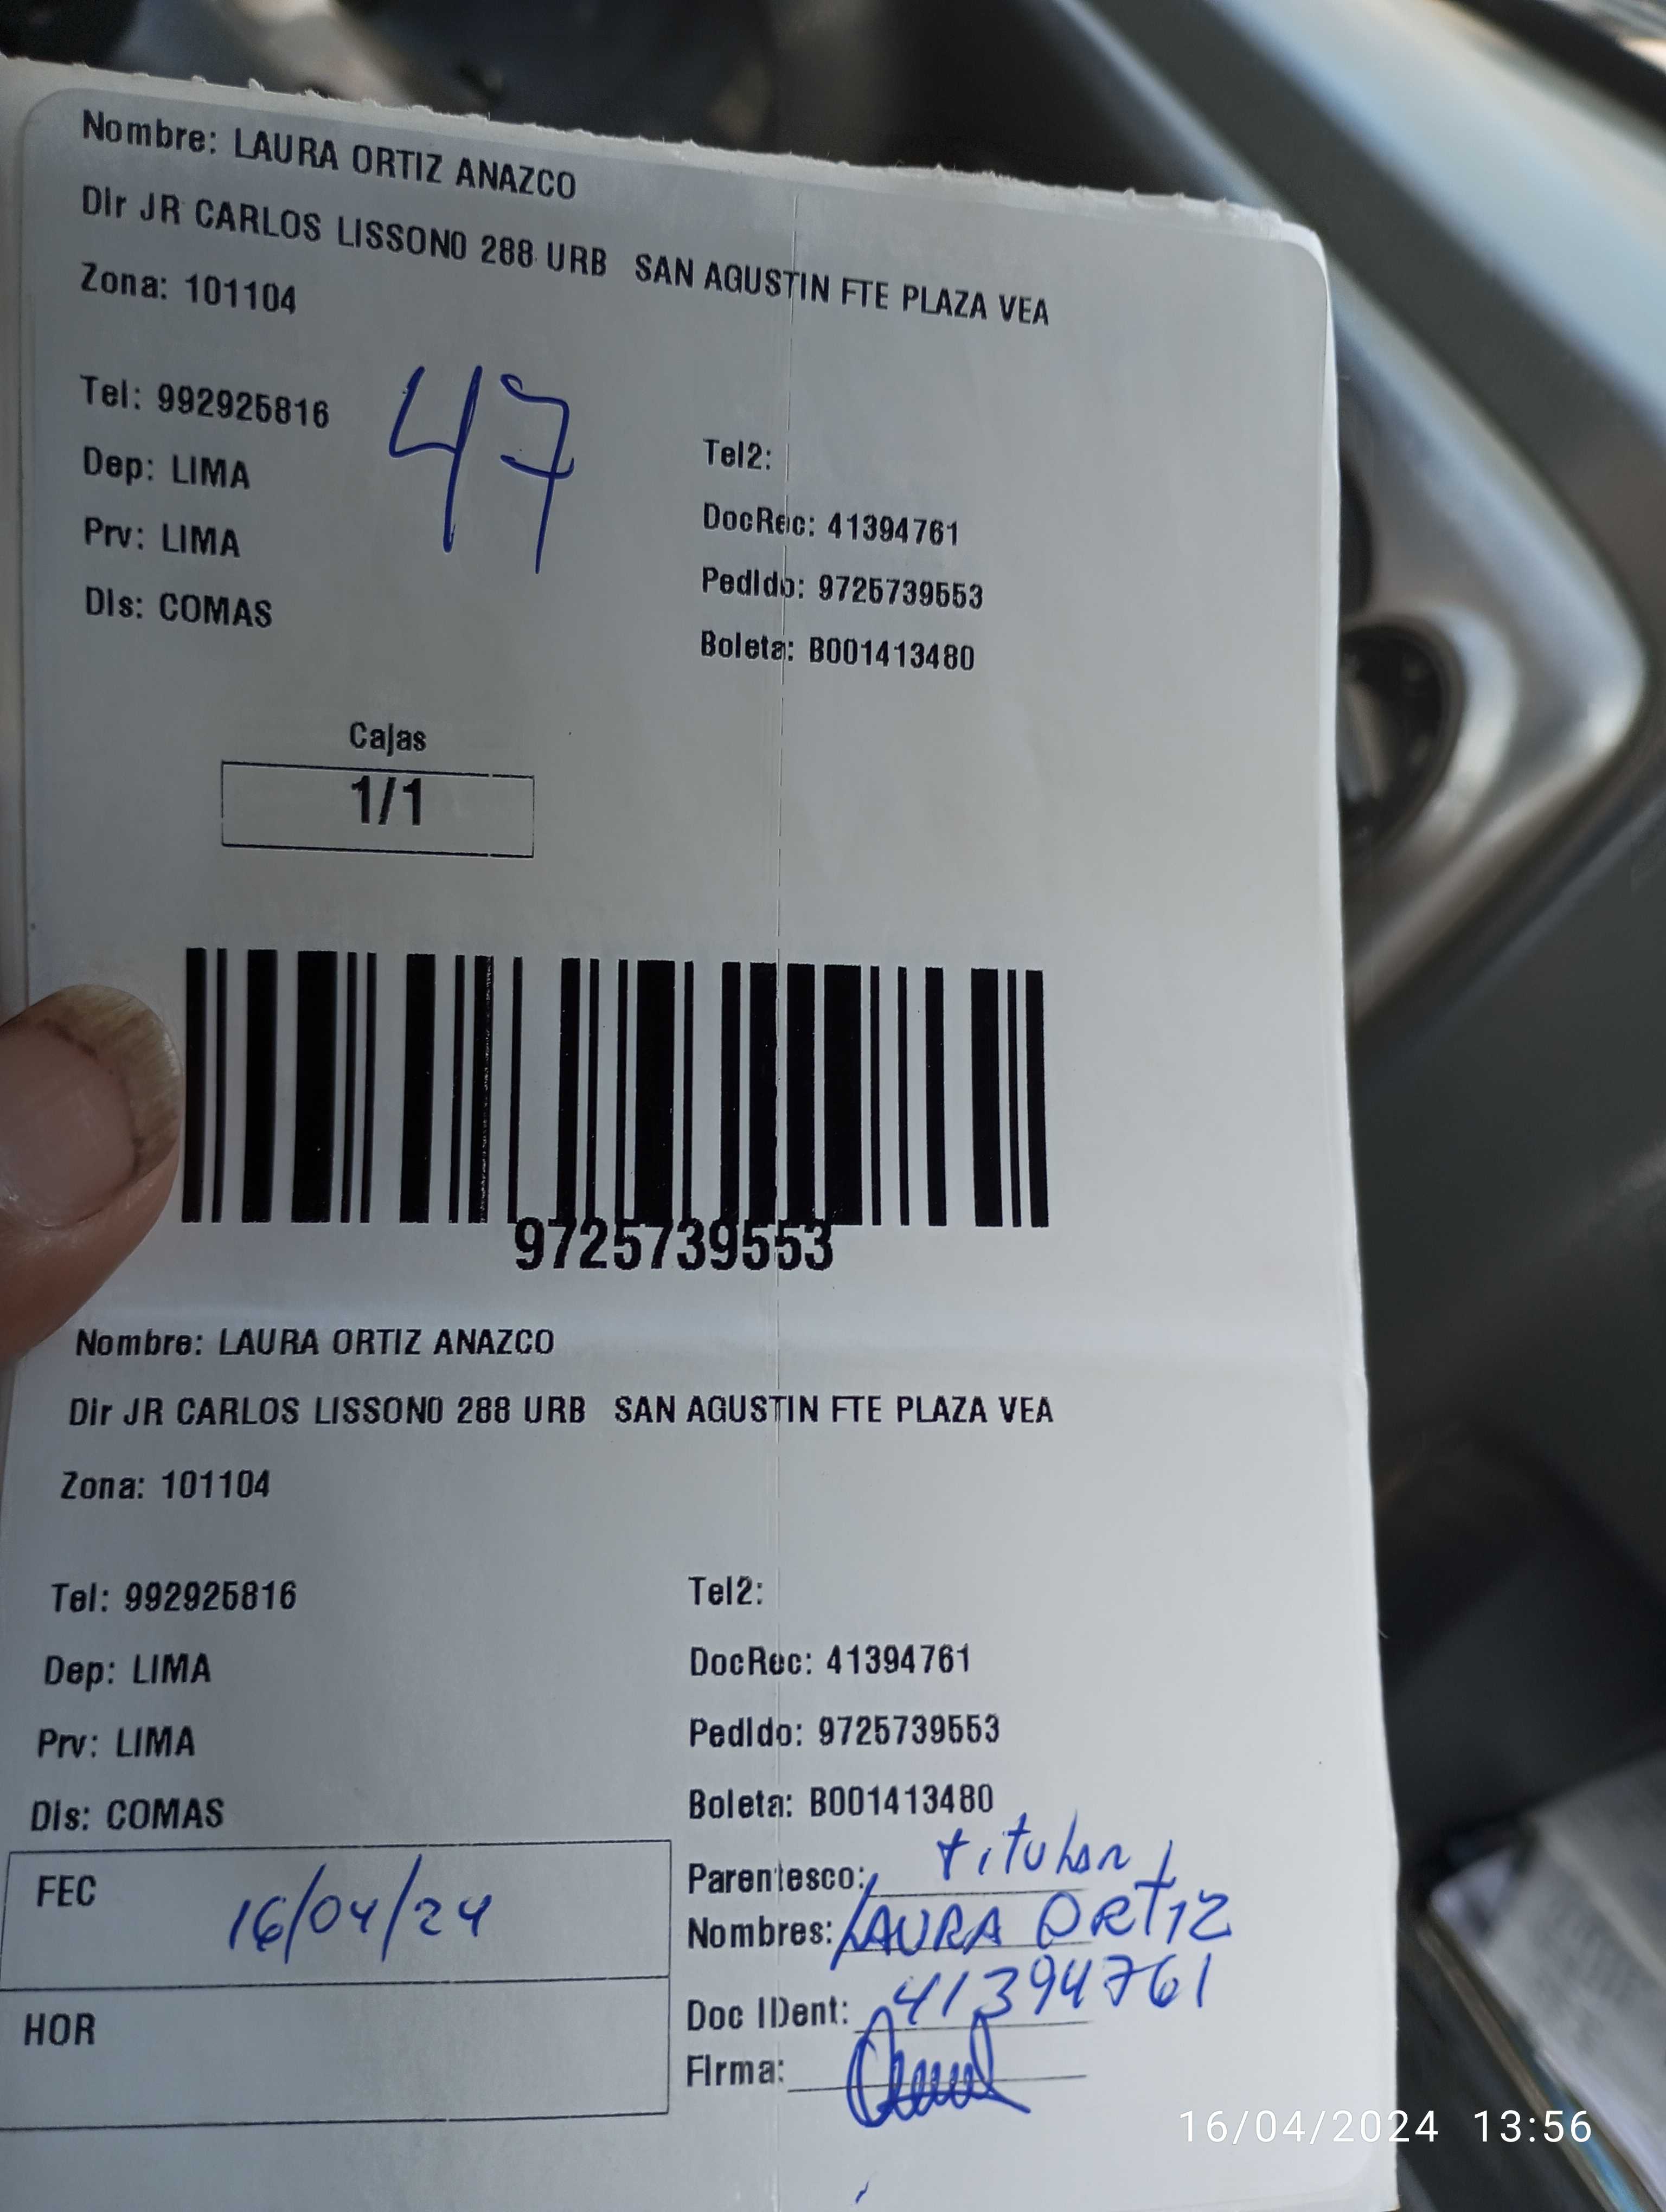 Nombre: LAURA ORTIZ ANAZCO
Dir JR CARLOS LISSON0 288 URB SAN AGUSTIN FTE PLAZA VEA
Zona: 101104
47
Tel: 992925816
Tel2:
Dep: LIMA
DocRec: 41394761
Prv: LIMA
Pedido: 9725739553
Dis: COMAS
Boleta: B001413480
Cajas
1/1
9725739553
Nombre: LAURA ORTIZ ANAZCO
Dir JR CARLOS LISSON0 288 URB SAN AGUSTIN FTE PLAZA VEA
Zona: 101104
Tel: 992925816
Tel2:
Dep: LIMA
DocRec: 41394761
Prv: LIMA
Pedido: 9725739553
Dis: COMAS
Boleta: B001413480
FEC 16/04/24
Parentesco: titular
Nombres: LAURA ORTIZ
HOR
Doc IDent: 41394761
Firma:
16/04/2024 13:56